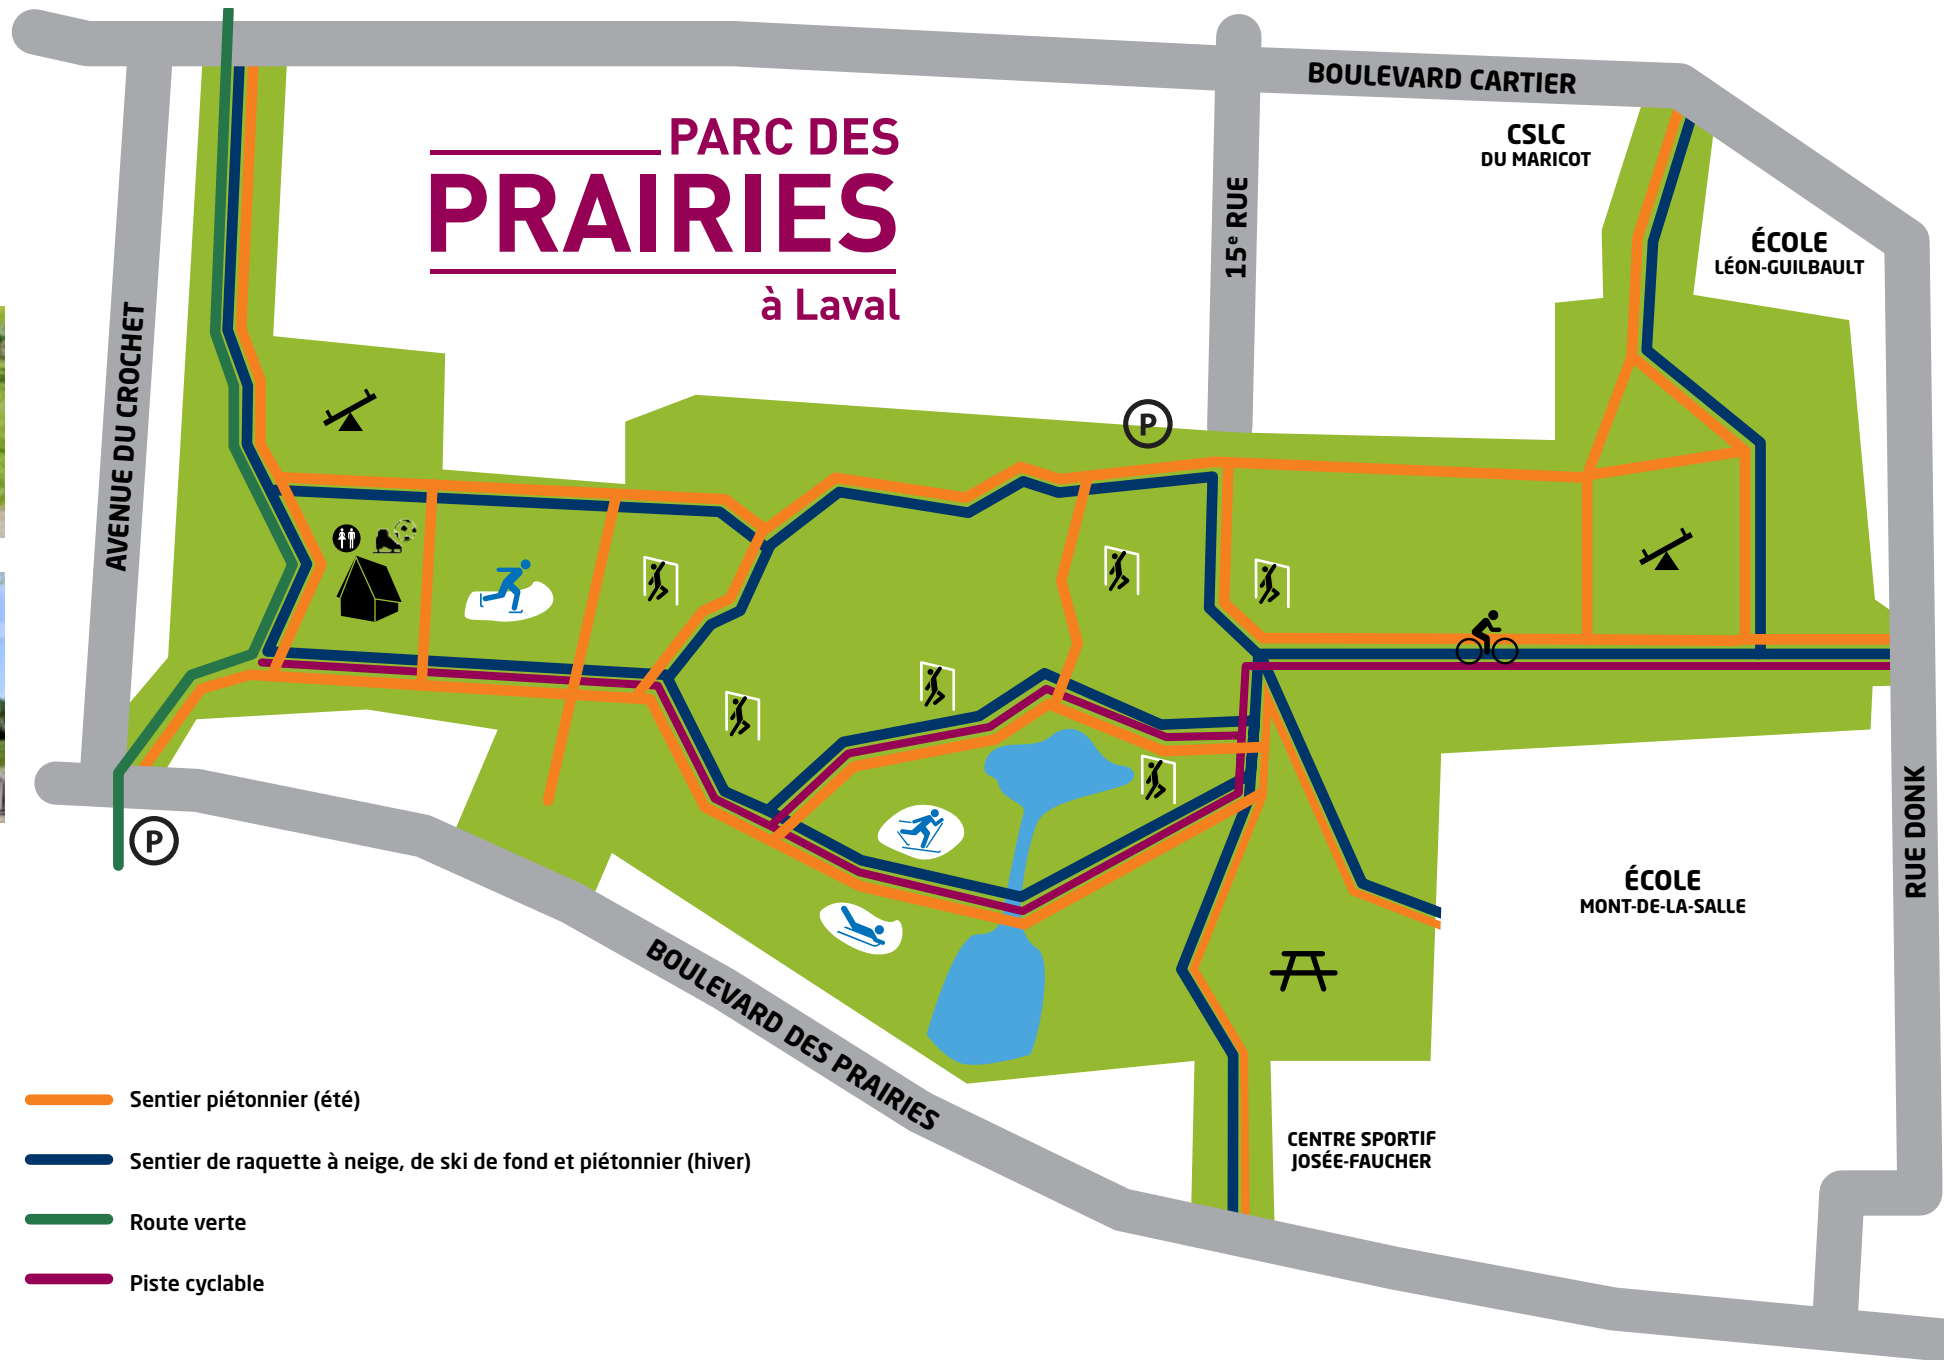 BOULEVARD CARTIER
PARC DES
PRAIRIES
à Laval
CSLC
DU MARICOT
15e RUE
ÉCOLE
LÉON-GUILBAULT
AVENUE DU CROCHET
P
P
RUE DONK
ÉCOLE
MONT-DE-LA-SALLE
BOULEVARD DES PRAIRIES
CENTRE SPORTIF
JOSÉE-FAUCHER
Sentier piétonnier (été)
Sentier de raquette à neige, de ski de fond et piétonnier (hiver)
Route verte
Piste cyclable